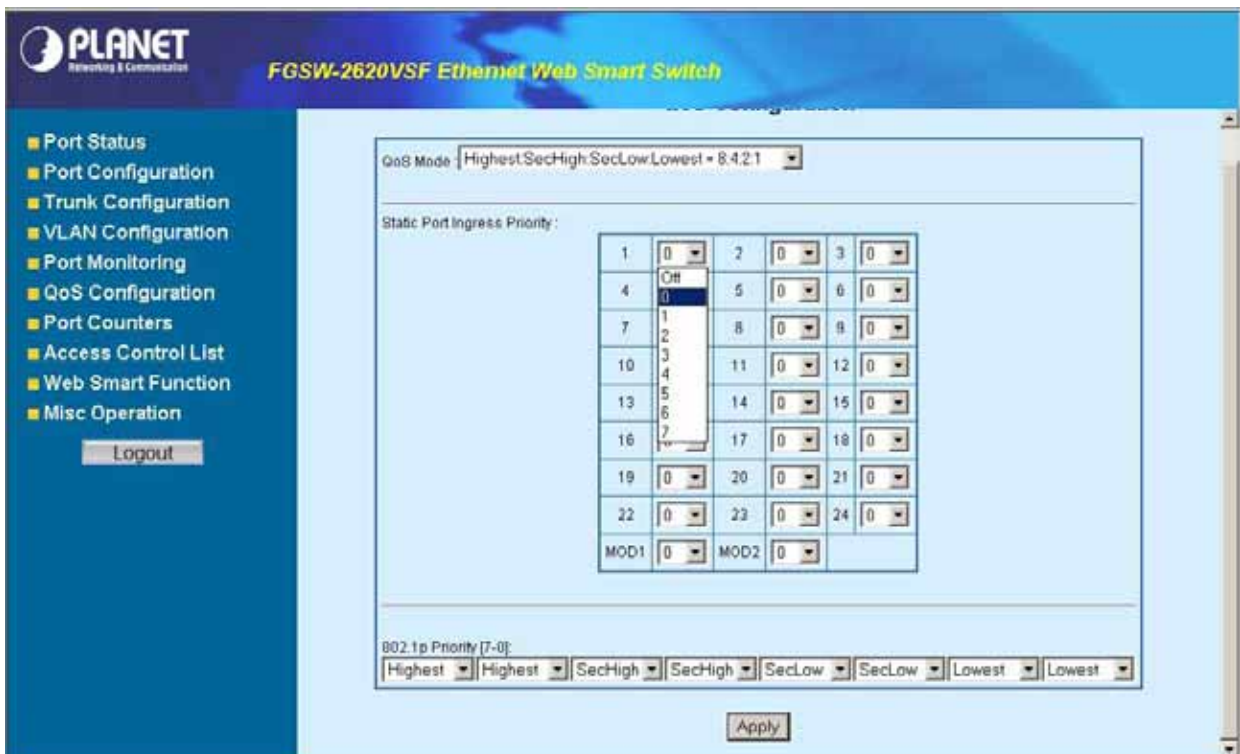 PLANET
Networking & Communication
FGSW-2620VSF Ethernet Web Smart Switch
Port Status
Port Configuration
Trunk Configuration
VLAN Configuration
Port Monitoring
QoS Configuration
Port Counters
Access Control List
Web Smart Function
Misc Operation
Logout
QoS Mode : Highest:SecHigh:SecLow:Lowest = 8:4:2:1
Static Port Ingress Priority :
1 0 2 0 3 0
Off
0
1
2
3
4
5
6
7
4 5 0 6 0
7 8 0 9 0
10 11 0 12 0
13 14 0 15 0
16 17 0 18 0
19 0 20 0 21 0
22 0 23 0 24 0
MOD1 0 MOD2 0
802.1p Priority [7-0]:
Highest Highest SecHigh SecHigh SecLow SecLow Lowest Lowest
Apply